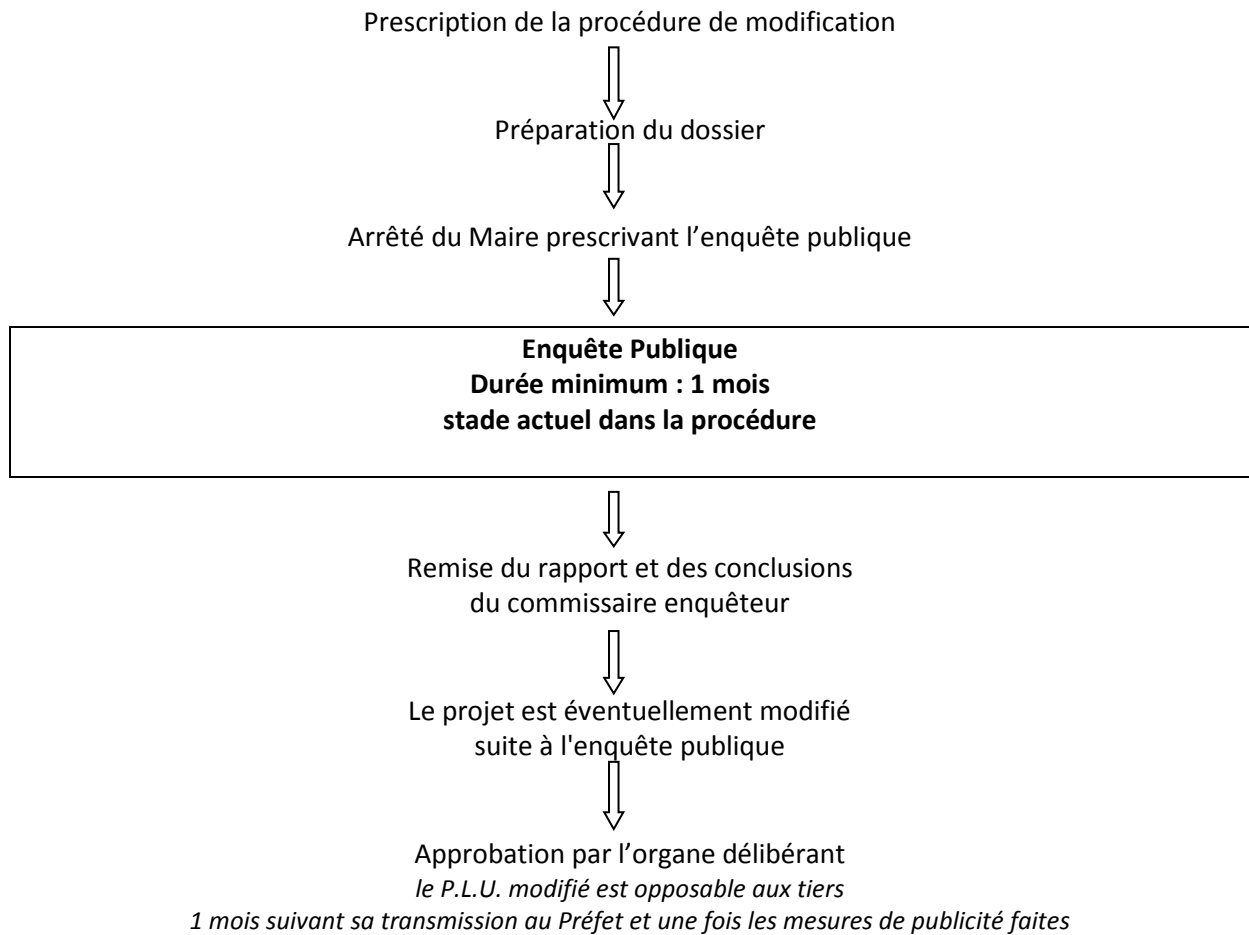 Prescription de la procédure de modification
Préparation du dossier
Arrêté du Maire prescrivant l’enquête publique
Enquête Publique
Durée minimum : 1 mois
stade actuel dans la procédure
Remise du rapport et des conclusions
du commissaire enquêteur
Le projet est éventuellement modifié
suite à l'enquête publique
Approbation par l’organe délibérant
le P.L.U. modifié est opposable aux tiers
1 mois suivant sa transmission au Préfet et une fois les mesures de publicité faites